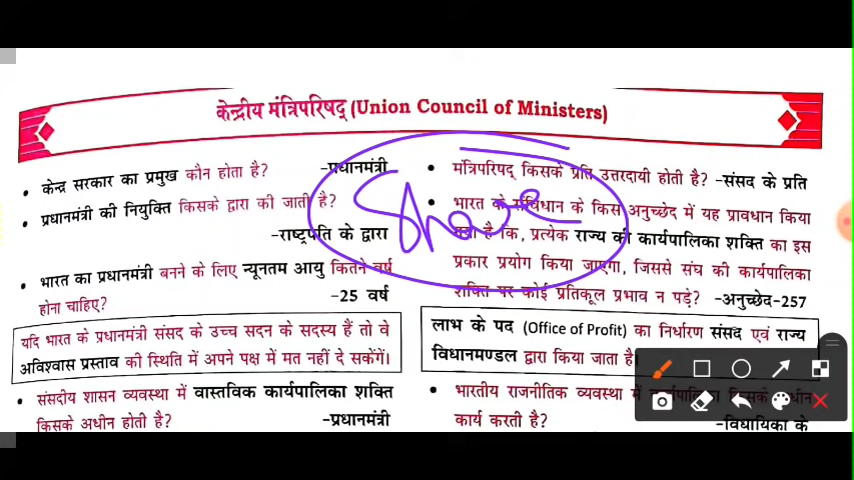 केन्द्रीय मंत्रिपरिषद् (Union Council of Ministers)
• केन्द्र सरकार का प्रमुख कौन होता है?
-प्रधानमंत्री
• प्रधानमंत्री की नियुक्ति किसके द्वारा की जाती है?
-राष्ट्रपति के द्वारा
• भारत का प्रधानमंत्री बनने के लिए न्यूनतम आयु कितने वर्ष
होना चाहिए?
-25 वर्ष
यदि भारत के प्रधानमंत्री संसद के उच्च सदन के सदस्य हैं तो वे
अविश्वास प्रस्ताव की स्थिति में अपने पक्ष में मत नहीं दे सकेंगें।
• संसदीय शासन व्यवस्था में वास्तविक कार्यपालिका शक्ति
किसके अधीन होती है?
-प्रधानमंत्री
• मंत्रिपरिषद् किसके प्रति उत्तरदायी होती है? -संसद के प्रति
• भारत के संविधान के किस अनुच्छेद में यह प्रावधान किया
गया है कि, प्रत्येक राज्य की कार्यपालिका शक्ति का इस
प्रकार प्रयोग किया जाएगा, जिससे संघ की कार्यपालिका
शक्ति पर कोई प्रतिकूल प्रभाव न पड़े? -अनुच्छेद-257
लाभ के पद (Office of Profit) का निर्धारण संसद एवं राज्य
विधानमण्डल द्वारा किया जाता है।
• भारतीय राजनीतिक व्यवस्था में
कार्य करती है?
-विधायिका के
Share